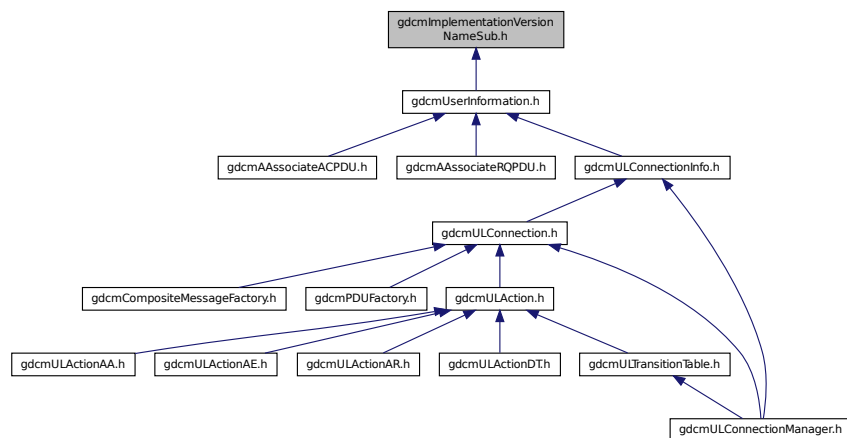 gdcmImplementationVersion
NameSub.h
gdcmUserInformation.h
gdcmAAssociateACPDU.h
gdcmAAssociateRQPDU.h
gdcmULConnectionInfo.h
gdcmULConnection.h
gdcmCompositeMessageFactory.h
gdcmPDUFactory.h
gdcmULAction.h
gdcmULActionAA.h
gdcmULActionAE.h
gdcmULActionAR.h
gdcmULActionDT.h
gdcmULTransitionTable.h
gdcmULConnectionManager.h